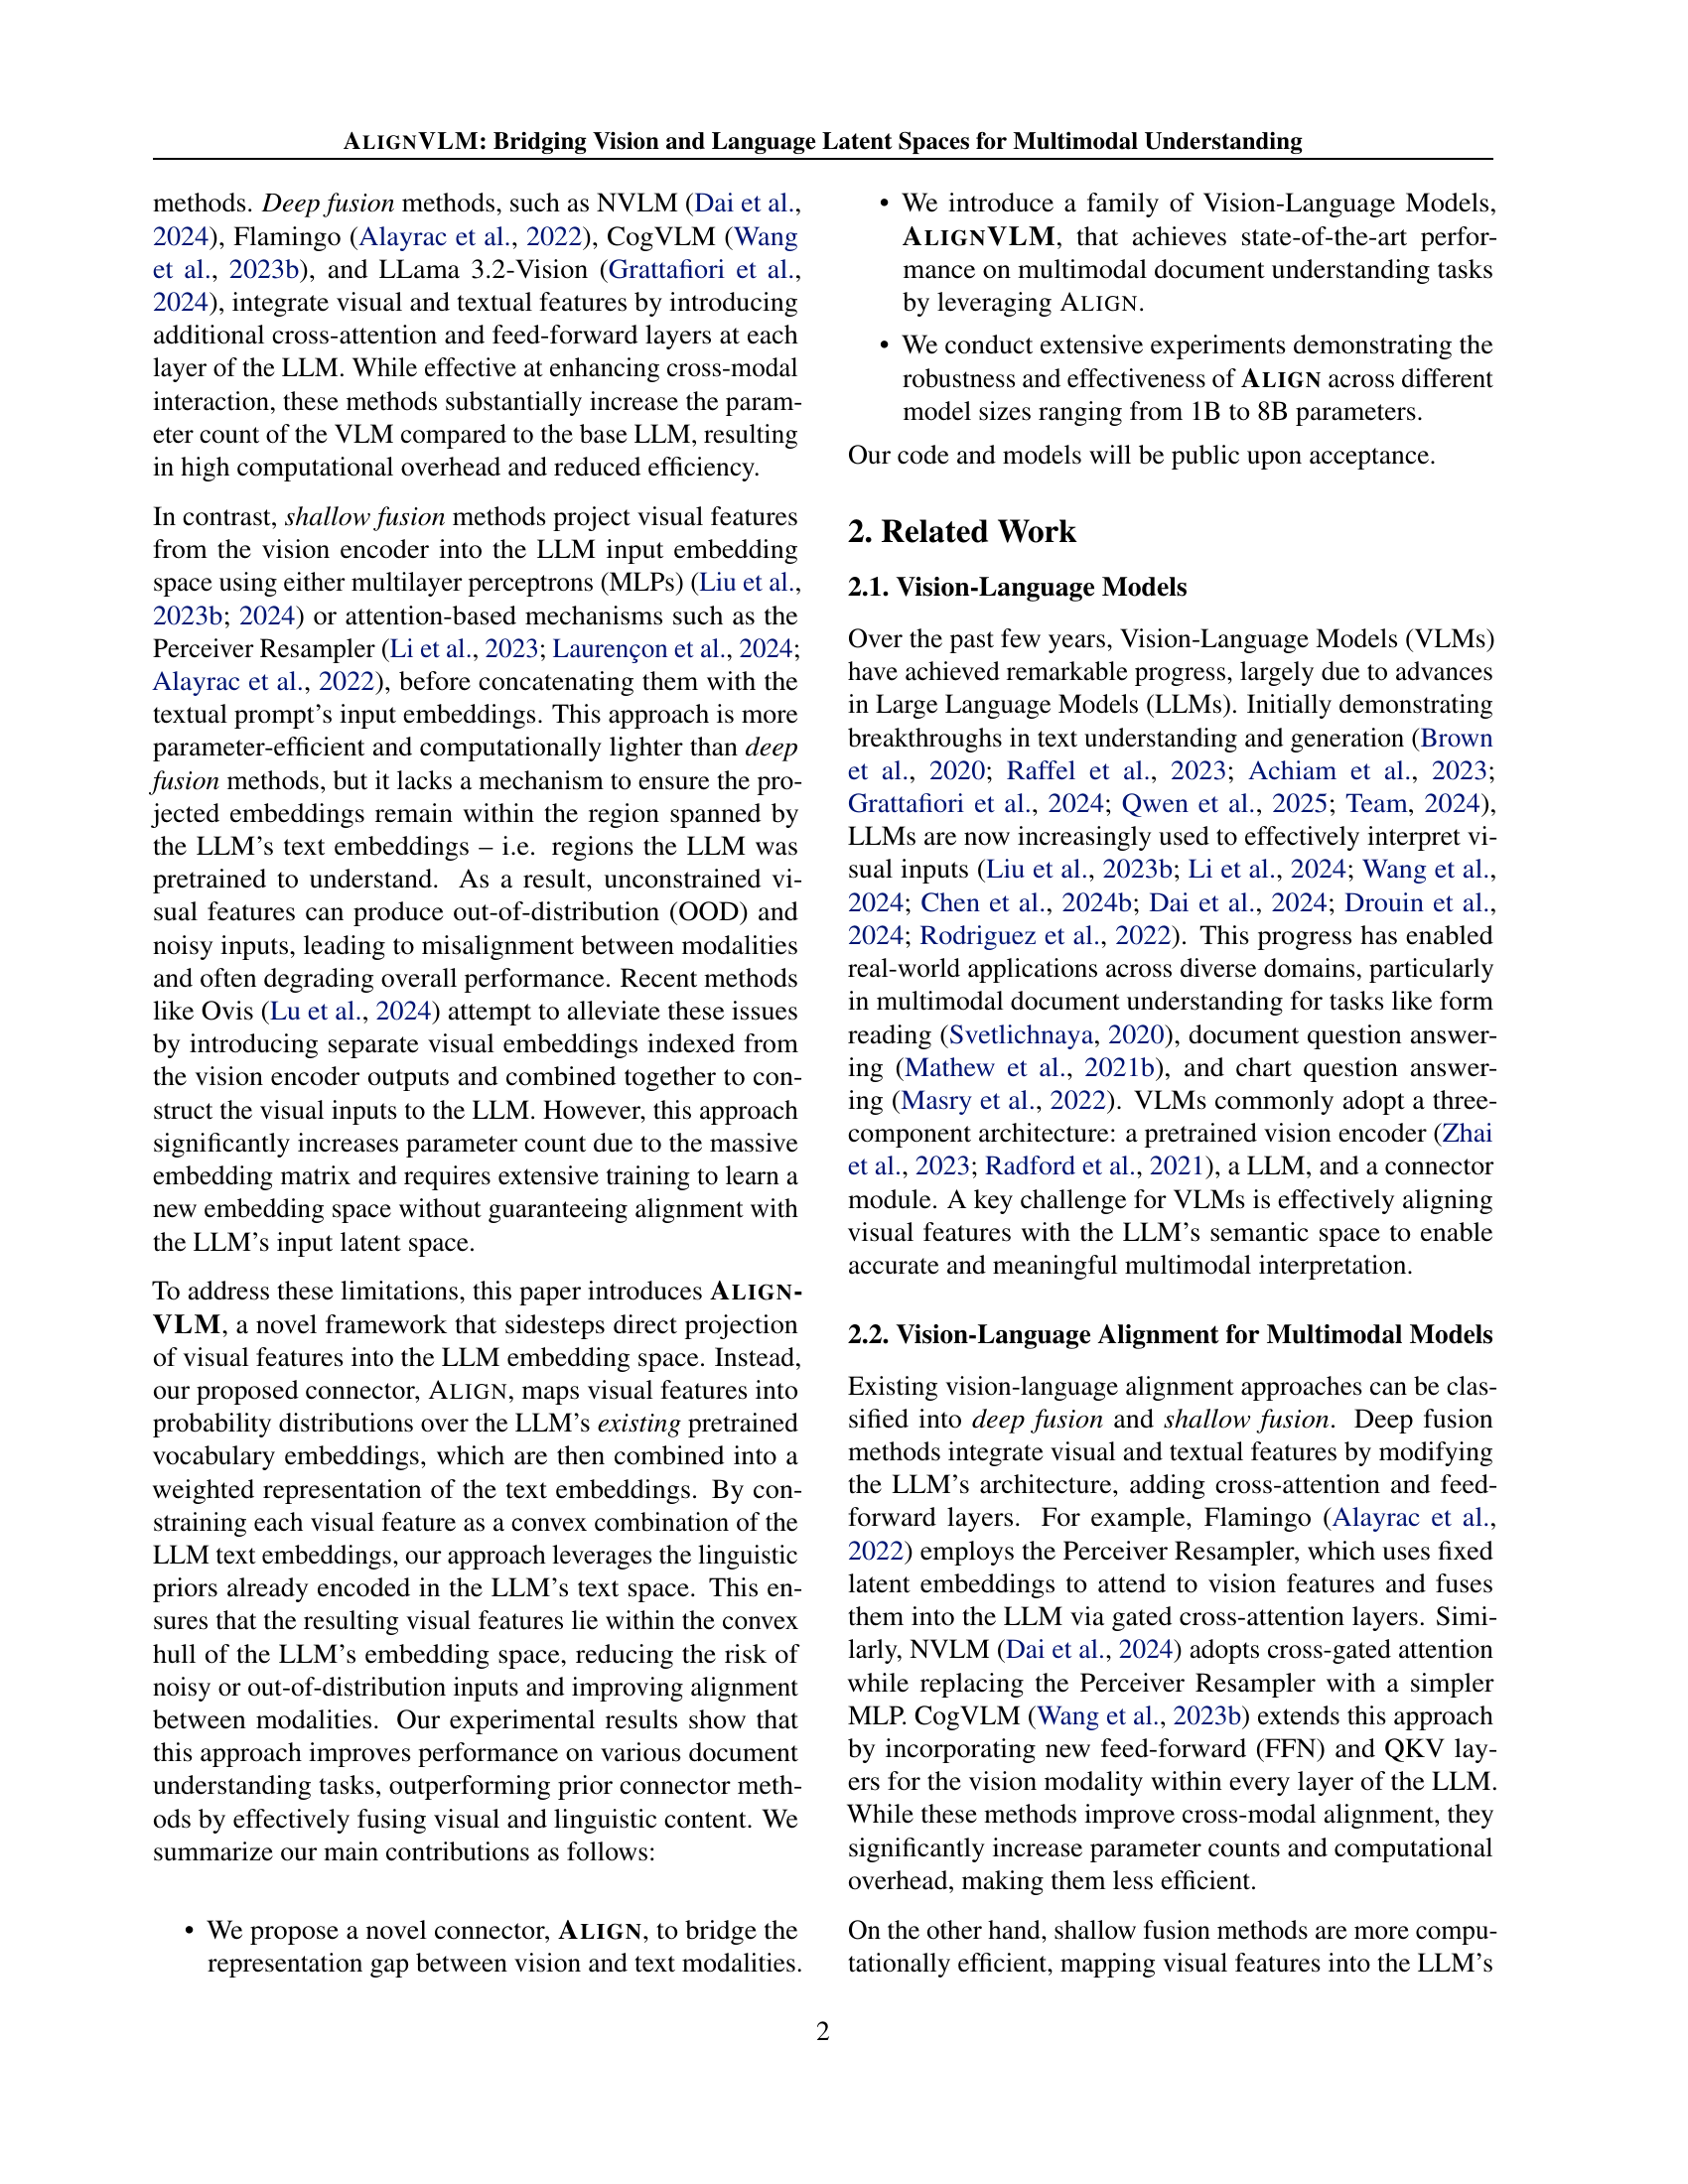 ALIGNVLM: Bridging Vision and Language Latent Spaces for Multimodal Understanding
methods. Deep fusion methods, such as NVLM (Dai et al.,
2024), Flamingo (Alayrac et al., 2022), CogVLM (Wang
et al., 2023b), and LLama 3.2-Vision (Grattafiori et al.,
2024), integrate visual and textual features by introducing
additional cross-attention and feed-forward layers at each
layer of the LLM. While effective at enhancing cross-modal
interaction, these methods substantially increase the param-
eter count of the VLM compared to the base LLM, resulting
in high computational overhead and reduced efficiency.
In contrast, shallow fusion methods project visual features
from the vision encoder into the LLM input embedding
space using either multilayer perceptrons (MLPs) (Liu et al.,
2023b; 2024) or attention-based mechanisms such as the
Perceiver Resampler (Li et al., 2023; Laurençon et al., 2024;
Alayrac et al., 2022), before concatenating them with the
textual prompt's input embeddings. This approach is more
parameter-efficient and computationally lighter than deep
fusion methods, but it lacks a mechanism to ensure the pro-
jected embeddings remain within the region spanned by
the LLM's text embeddings – i.e. regions the LLM was
pretrained to understand. As a result, unconstrained vi-
sual features can produce out-of-distribution (OOD) and
noisy inputs, leading to misalignment between modalities
and often degrading overall performance. Recent methods
like Ovis (Lu et al., 2024) attempt to alleviate these issues
by introducing separate visual embeddings indexed from
the vision encoder outputs and combined together to con-
struct the visual inputs to the LLM. However, this approach
significantly increases parameter count due to the massive
embedding matrix and requires extensive training to learn a
new embedding space without guaranteeing alignment with
the LLM's input latent space.
To address these limitations, this paper introduces ALIGN-
VLM, a novel framework that sidesteps direct projection
of visual features into the LLM embedding space. Instead,
our proposed connector, ALIGN, maps visual features into
probability distributions over the LLM's existing pretrained
vocabulary embeddings, which are then combined into a
weighted representation of the text embeddings. By con-
straining each visual feature as a convex combination of the
LLM text embeddings, our approach leverages the linguistic
priors already encoded in the LLM's text space. This en-
sures that the resulting visual features lie within the convex
hull of the LLM's embedding space, reducing the risk of
noisy or out-of-distribution inputs and improving alignment
between modalities. Our experimental results show that
this approach improves performance on various document
understanding tasks, outperforming prior connector meth-
ods by effectively fusing visual and linguistic content. We
summarize our main contributions as follows:
• We propose a novel connector, ALIGN, to bridge the
representation gap between vision and text modalities.
• We introduce a family of Vision-Language Models,
ALIGNVLM, that achieves state-of-the-art perfor-
mance on multimodal document understanding tasks
by leveraging ALIGN.
• We conduct extensive experiments demonstrating the
robustness and effectiveness of ALIGN across different
model sizes ranging from 1B to 8B parameters.
Our code and models will be public upon acceptance.
2. Related Work
2.1. Vision-Language Models
Over the past few years, Vision-Language Models (VLMs)
have achieved remarkable progress, largely due to advances
in Large Language Models (LLMs). Initially demonstrating
breakthroughs in text understanding and generation (Brown
et al., 2020; Raffel et al., 2023; Achiam et al., 2023;
Grattafiori et al., 2024; Qwen et al., 2025; Team, 2024),
LLMs are now increasingly used to effectively interpret vi-
sual inputs (Liu et al., 2023b; Li et al., 2024; Wang et al.,
2024; Chen et al., 2024b; Dai et al., 2024; Drouin et al.,
2024; Rodriguez et al., 2022). This progress has enabled
real-world applications across diverse domains, particularly
in multimodal document understanding for tasks like form
reading (Svetlichnaya, 2020), document question answer-
ing (Mathew et al., 2021b), and chart question answer-
ing (Masry et al., 2022). VLMs commonly adopt a three-
component architecture: a pretrained vision encoder (Zhai
et al., 2023; Radford et al., 2021), a LLM, and a connector
module. A key challenge for VLMs is effectively aligning
visual features with the LLM's semantic space to enable
accurate and meaningful multimodal interpretation.
2.2. Vision-Language Alignment for Multimodal Models
Existing vision-language alignment approaches can be clas-
sified into deep fusion and shallow fusion. Deep fusion
methods integrate visual and textual features by modifying
the LLM's architecture, adding cross-attention and feed-
forward layers. For example, Flamingo (Alayrac et al.,
2022) employs the Perceiver Resampler, which uses fixed
latent embeddings to attend to vision features and fuses
them into the LLM via gated cross-attention layers. Simi-
larly, NVLM (Dai et al., 2024) adopts cross-gated attention
while replacing the Perceiver Resampler with a simpler
MLP. CogVLM (Wang et al., 2023b) extends this approach
by incorporating new feed-forward (FFN) and QKV lay-
ers for the vision modality within every layer of the LLM.
While these methods improve cross-modal alignment, they
significantly increase parameter counts and computational
overhead, making them less efficient.
On the other hand, shallow fusion methods are more compu-
tationally efficient, mapping visual features into the LLM's
2